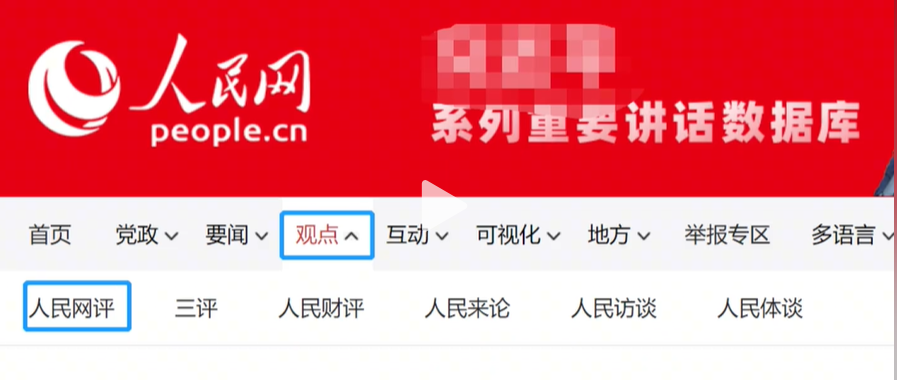 人民网
people.cn
系列重要讲话数据库
首页 党政 要闻 观点 互动 可视化 地方 举报专区 多语言
人民网评 三评 人民财评 人民来论 人民访谈 人民体谈